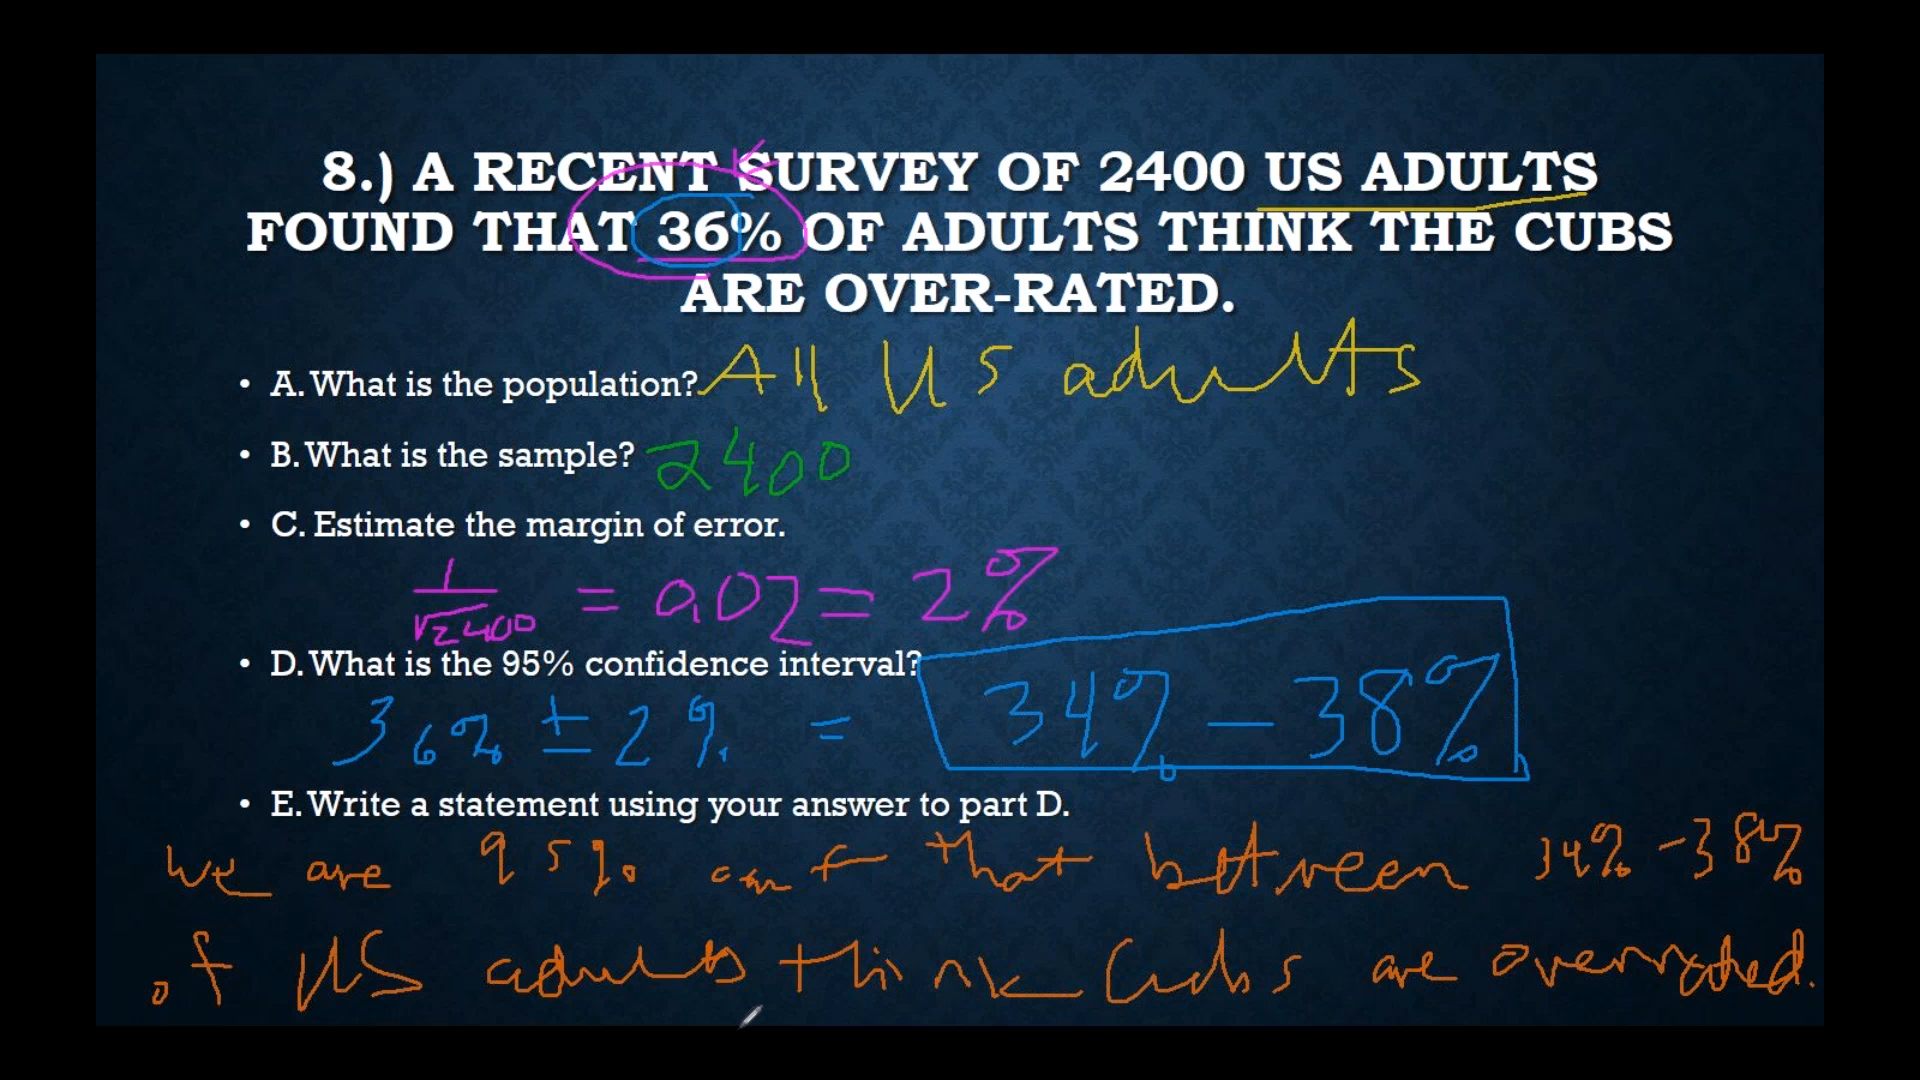 8.) A RECENT SURVEY OF 2400 US ADULTS
FOUND THAT 36% OF ADULTS THINK THE CUBS
ARE OVER-RATED.
• A. What is the population? All US adults
• B. What is the sample? 2400
• C. Estimate the margin of error.
1/√2400 = 0.02 = 2%
• D. What is the 95% confidence interval?
36% ± 2% = 34% – 38%
• E. Write a statement using your answer to part D.
We are 95% conf that between 34% - 38%
of US adults think Cubs are overrated.